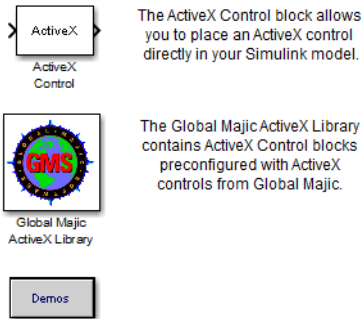 ActiveX
ActiveX
Control
The ActiveX Control block allows
you to place an ActiveX control
directly in your Simulink model.
GMS
Global Majic
ActiveX Library
The Global Majic ActiveX Library
contains ActiveX Control blocks
preconfigured with ActiveX
controls from Global Majic.
Demos